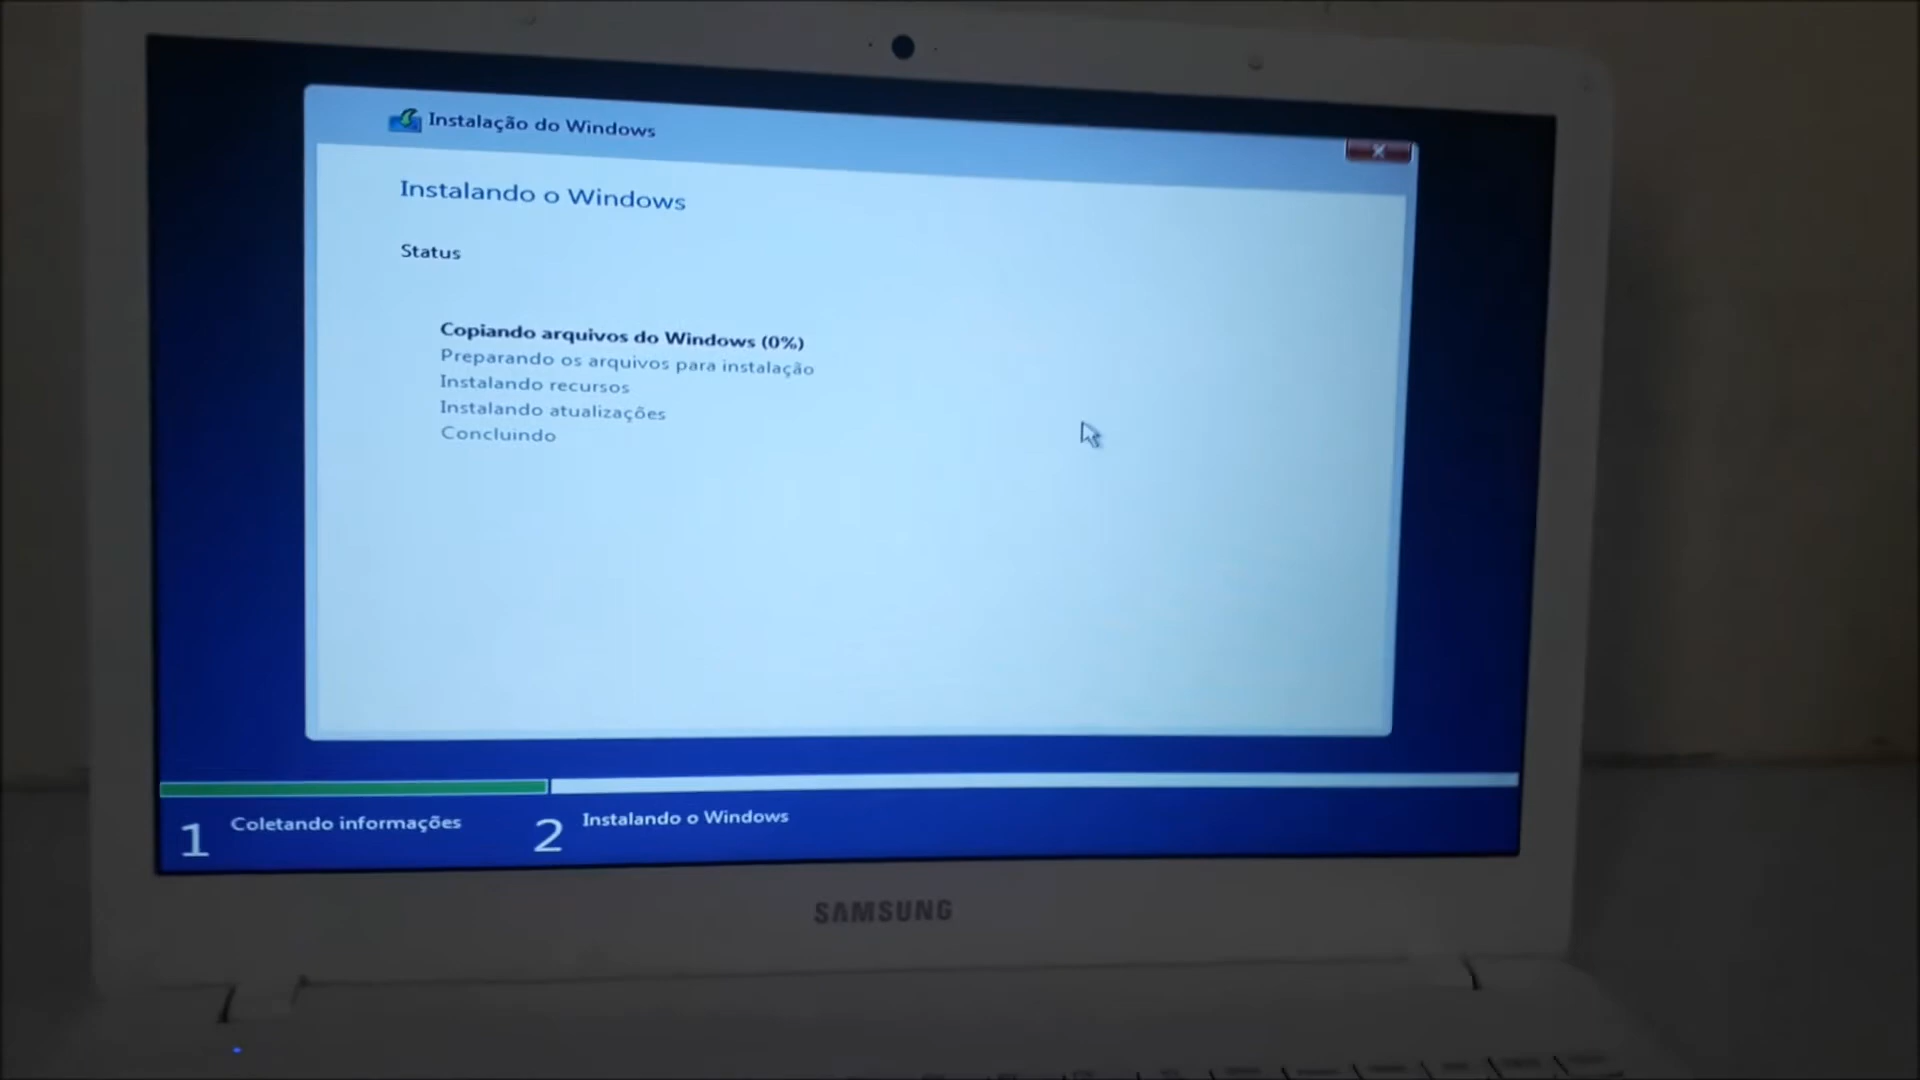 Instalação do Windows
Instalando o Windows
Status
Copiando arquivos do Windows (0%)
Preparando os arquivos para instalação
Instalando recursos
Instalando atualizações
Concluindo
1 Coletando informações
2 Instalando o Windows
SAMSUNG